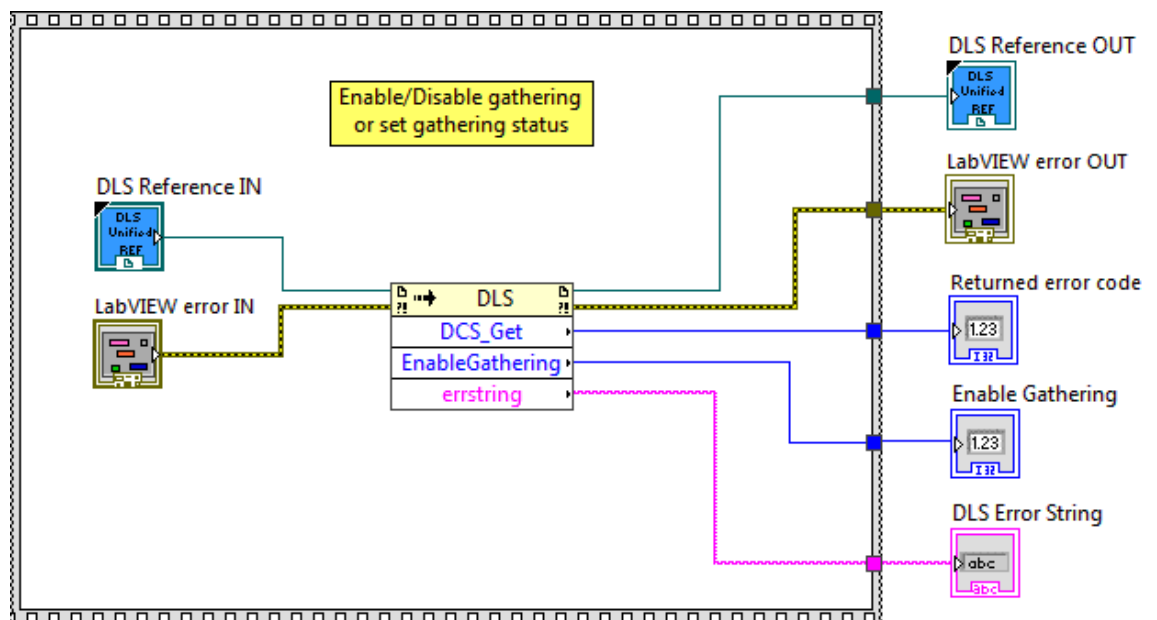 DLS Reference OUT
DLS
Unified
REF
Enable/Disable gathering
or set gathering status
LabVIEW error OUT
DLS Reference IN
DLS
Unified
REF
Returned error code
1.23
I32
LabVIEW error IN
?!
DLS
?!
DCS_Get
EnableGathering
errstring
Enable Gathering
1.23
I32
DLS Error String
abc
abc